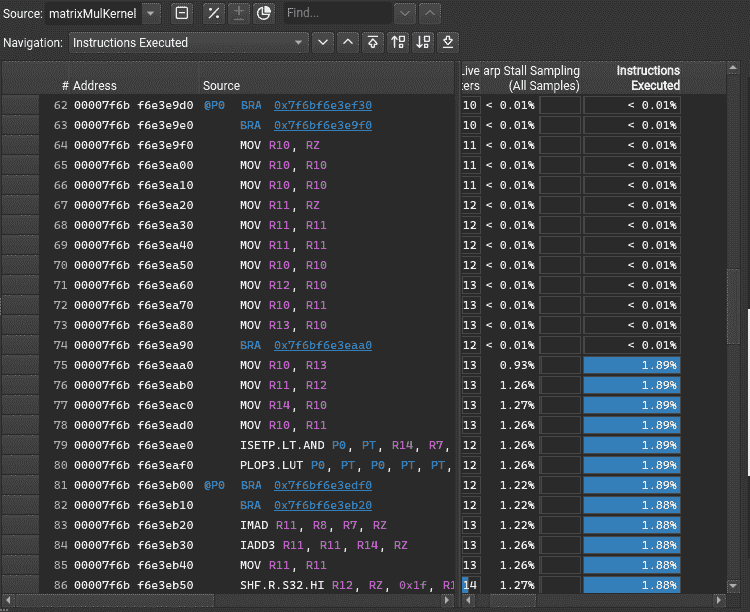 Source: matrixMulKernel Find...
Navigation: Instructions Executed
Live arp Stall Sampling Instructions
# Address Source ters (All Samples) Executed
62 00007f6b f6e3e9d0 @P0 BRA 0x7f6bf6e3ef30 10 < 0.01% < 0.01%
63 00007f6b f6e3e9e0 BRA 0x7f6bf6e3e9f0 10 < 0.01% < 0.01%
64 00007f6b f6e3e9f0 MOV R10, RZ 11 < 0.01% < 0.01%
65 00007f6b f6e3ea00 MOV R10, R10 11 < 0.01% < 0.01%
66 00007f6b f6e3ea10 MOV R10, R10 11 < 0.01% < 0.01%
67 00007f6b f6e3ea20 MOV R11, RZ 12 < 0.01% < 0.01%
68 00007f6b f6e3ea30 MOV R11, R11 12 < 0.01% < 0.01%
69 00007f6b f6e3ea40 MOV R11, R11 12 < 0.01% < 0.01%
70 00007f6b f6e3ea50 MOV R10, R10 12 < 0.01% < 0.01%
71 00007f6b f6e3ea60 MOV R12, R10 13 < 0.01% < 0.01%
72 00007f6b f6e3ea70 MOV R10, R11 13 < 0.01% < 0.01%
73 00007f6b f6e3ea80 MOV R13, R10 13 < 0.01% < 0.01%
74 00007f6b f6e3ea90 BRA 0x7f6bf6e3eaa0 12 < 0.01% < 0.01%
75 00007f6b f6e3eaa0 MOV R10, R13 13 0.93% 1.89%
76 00007f6b f6e3eab0 MOV R11, R12 13 1.26% 1.89%
77 00007f6b f6e3eac0 MOV R14, R10 13 1.27% 1.89%
78 00007f6b f6e3ead0 MOV R10, R11 13 1.26% 1.89%
79 00007f6b f6e3eae0 ISETP.LT.AND P0, PT, R14, R7, 12 1.26% 1.89%
80 00007f6b f6e3eaf0 PLOP3.LUT P0, PT, P0, PT, PT, 12 1.26% 1.89%
81 00007f6b f6e3eb00 @P0 BRA 0x7f6bf6e3edf0 12 1.22% 1.89%
82 00007f6b f6e3eb10 BRA 0x7f6bf6e3eb20 12 1.22% 1.88%
83 00007f6b f6e3eb20 IMAD R11, R8, R7, RZ 13 1.22% 1.88%
84 00007f6b f6e3eb30 IADD3 R11, R11, R14, RZ 13 1.26% 1.88%
85 00007f6b f6e3eb40 MOV R11, R11 13 1.26% 1.88%
86 00007f6b f6e3eb50 SHF.R.S32.HI R12, RZ, 0x1f, R1 14 1.27% 1.88%